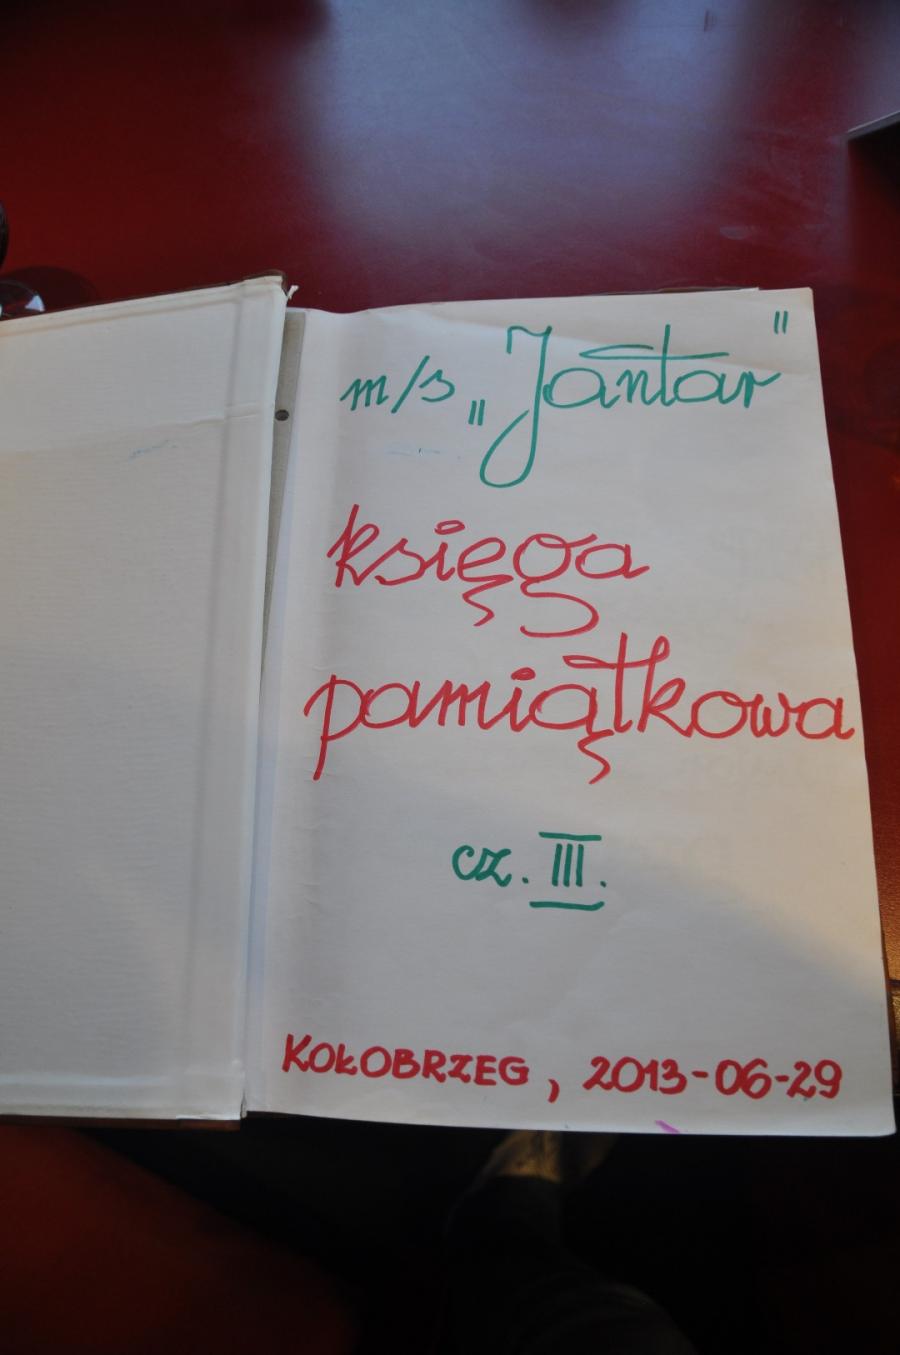 m/s „Jantar"
księga
pamiątkowa
cz. III.
KOŁOBRZEG, 2013-06-29